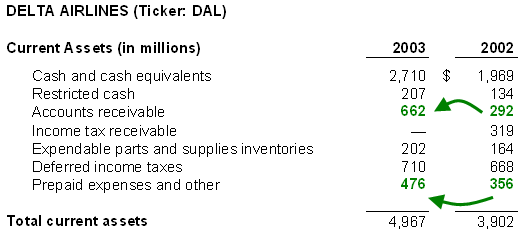 DELTA AIRLINES (Ticker: DAL)
Current Assets (in millions) 2003 2002
Cash and cash equivalents 2,710 $ 1,969
Restricted cash 207 134
Accounts receivable 662 292
Income tax receivable — 319
Expendable parts and supplies inventories 202 164
Deferred income taxes 710 668
Prepaid expenses and other 476 356
Total current assets 4,967 3,902